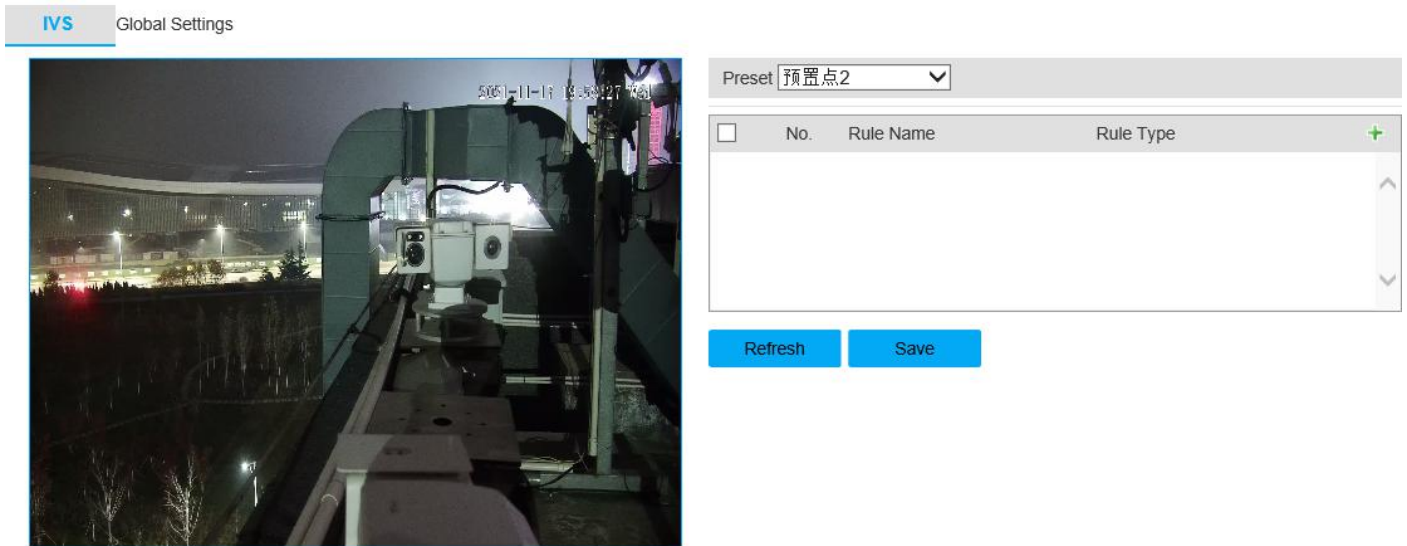 IVS Global Settings
Preset 预置点2
No. Rule Name Rule Type
Refresh Save